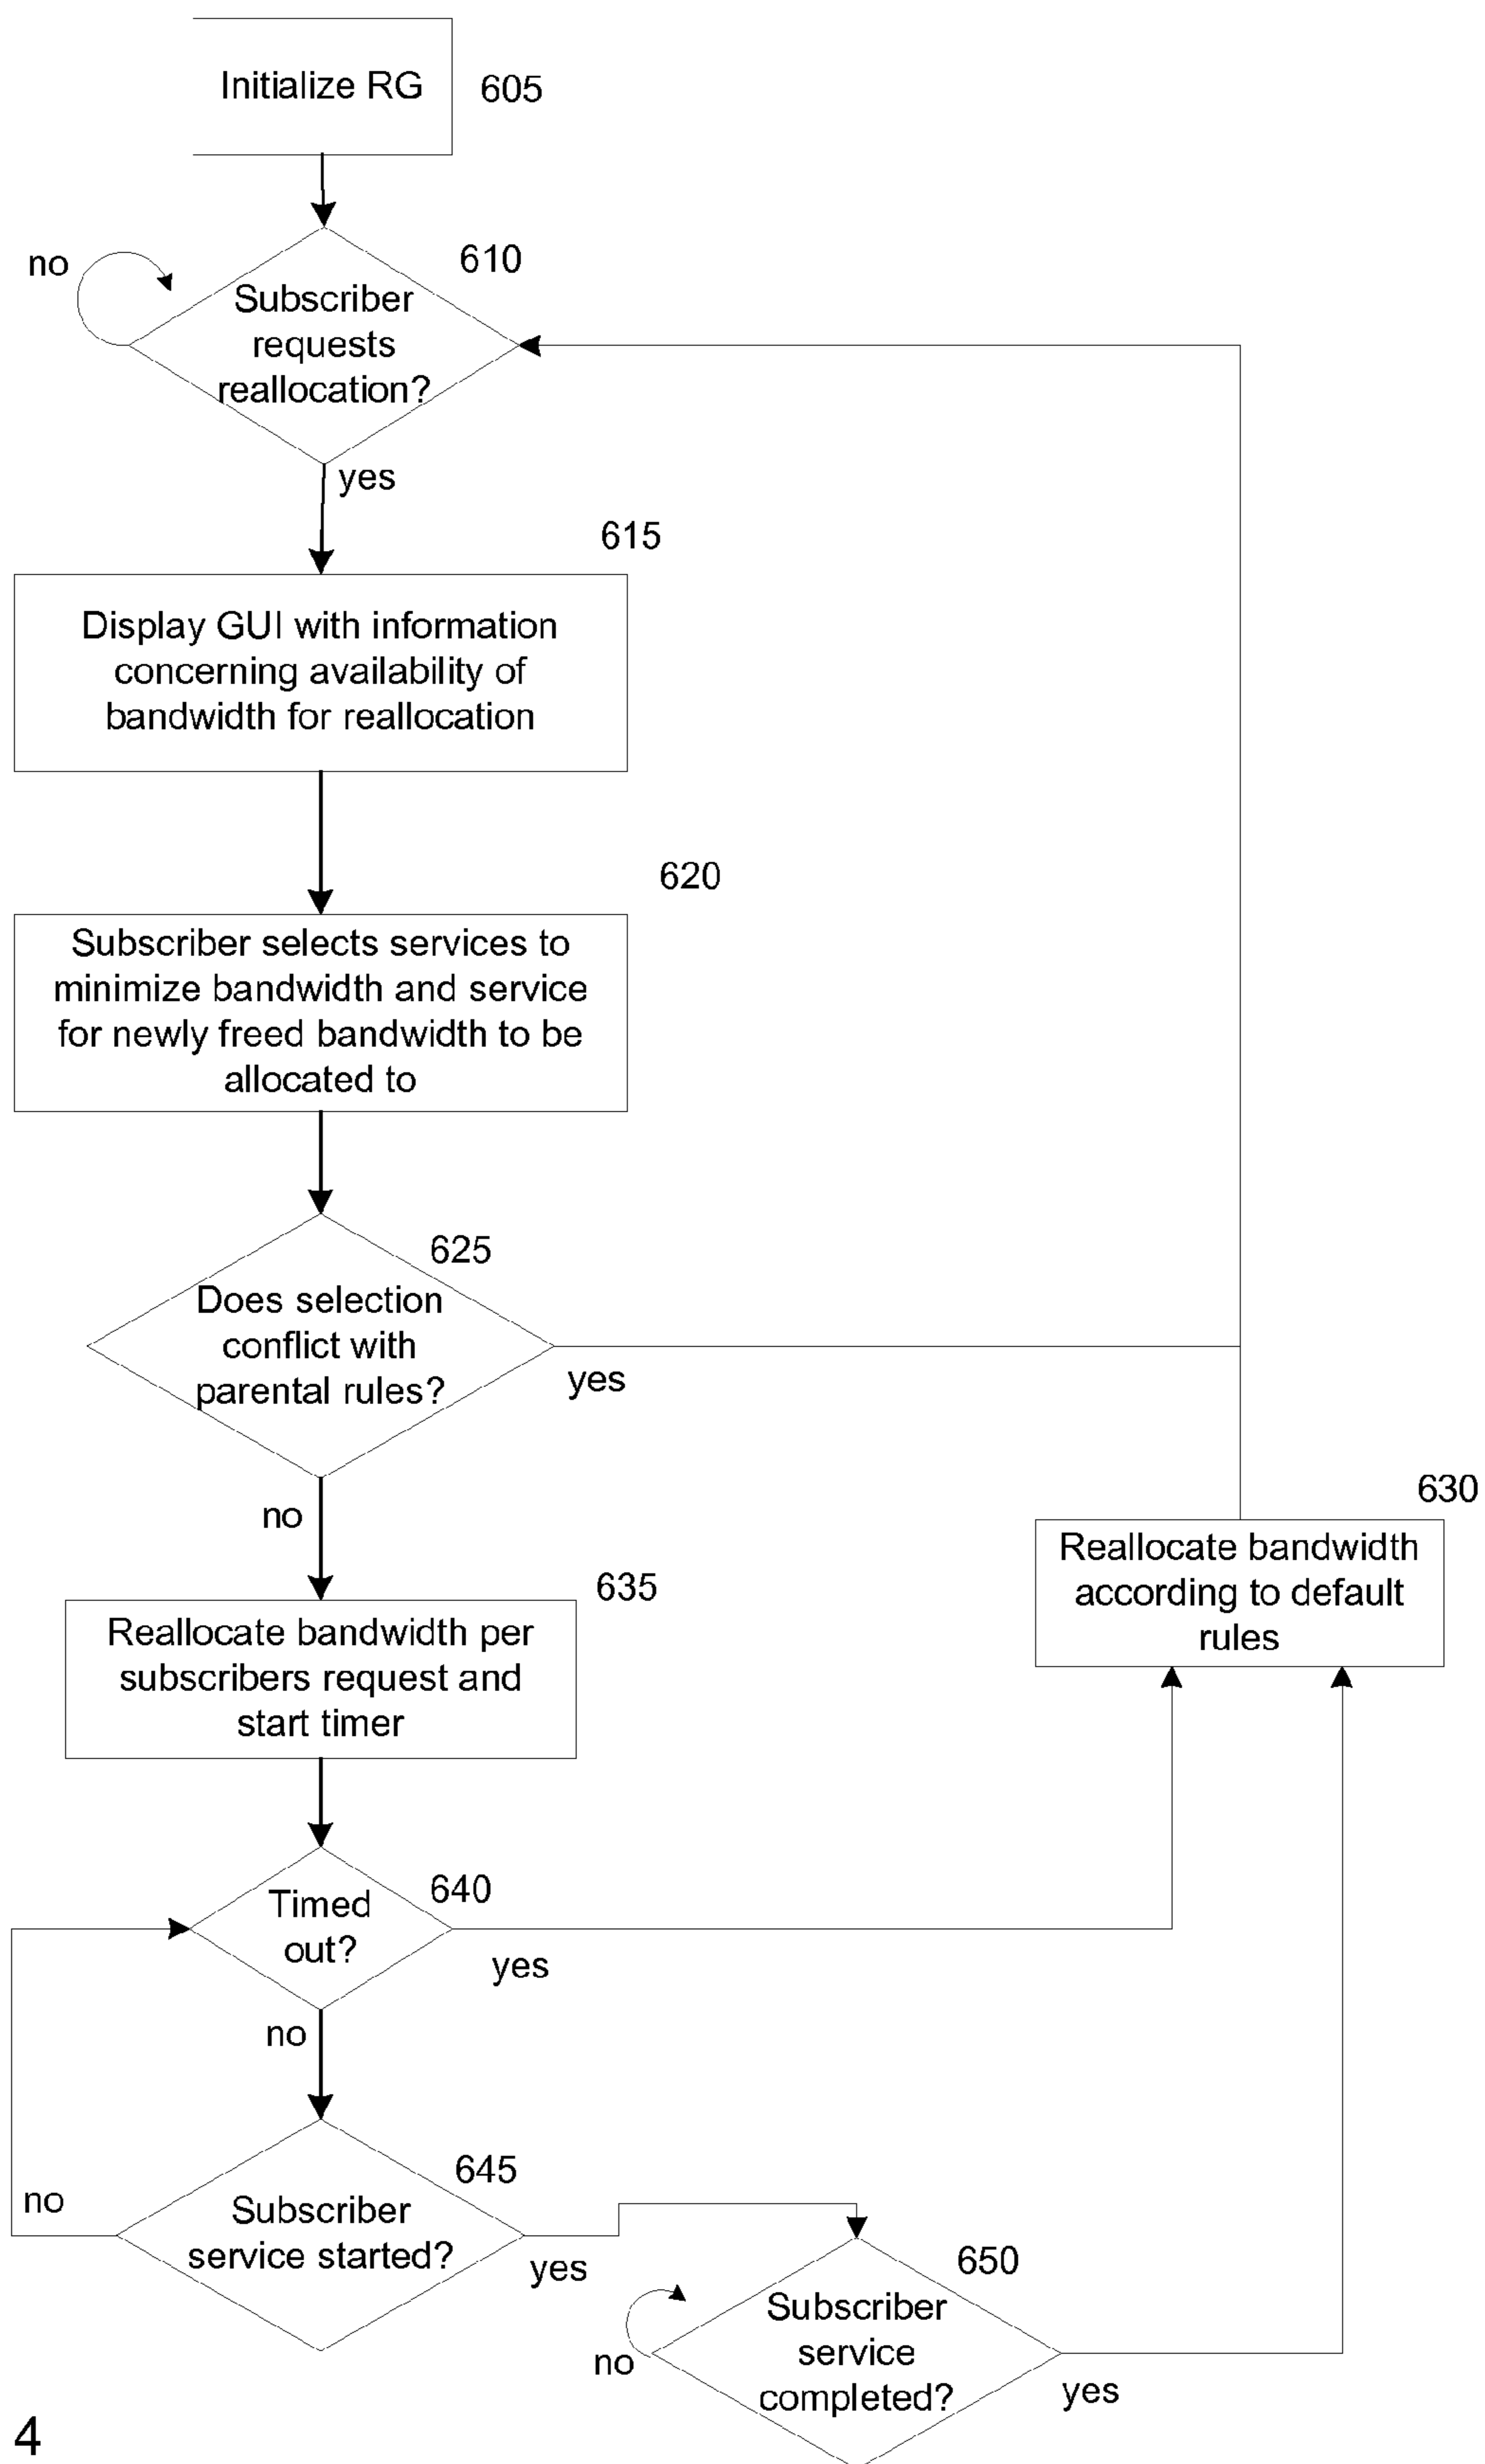 Initialize RG
605
no
610
Subscriber
requests
reallocation?
yes
615
Display GUI with information
concerning availability of
bandwidth for reallocation
620
Subscriber selects services to
minimize bandwidth and service
for newly freed bandwidth to be
allocated to
625
Does selection
conflict with
parental rules?
yes
no
630
Reallocate bandwidth
according to default
rules
635
Reallocate bandwidth per
subscribers request and
start timer
640
Timed
out?
yes
no
645
Subscriber
service started?
no
yes
650
Subscriber
service
completed?
no
yes
4